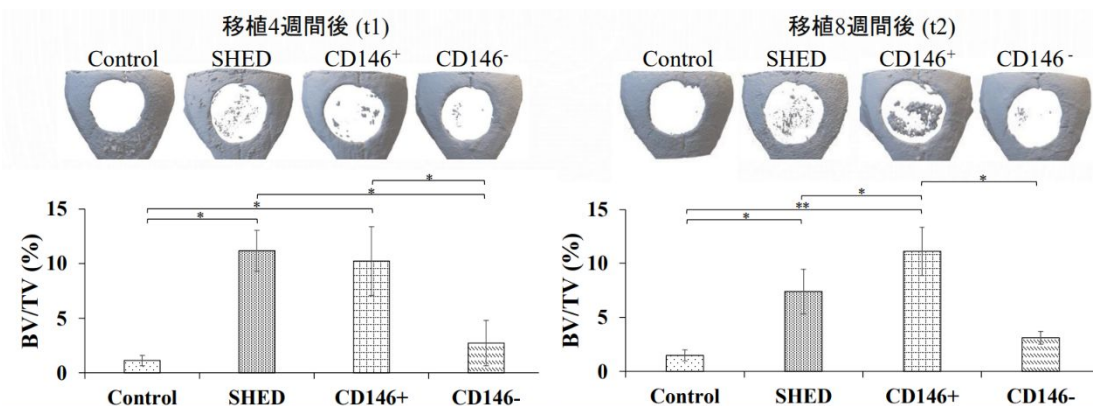 移植4週間後 (t1)
Control SHED CD146⁺ CD146⁻
*
*
*
*
15
10
5
0
BV/TV (%)
Control SHED CD146+ CD146-
移植8週間後 (t2)
Control SHED CD146⁺ CD146⁻
*
*
**
*
15
10
5
0
BV/TV (%)
Control SHED CD146+ CD146-